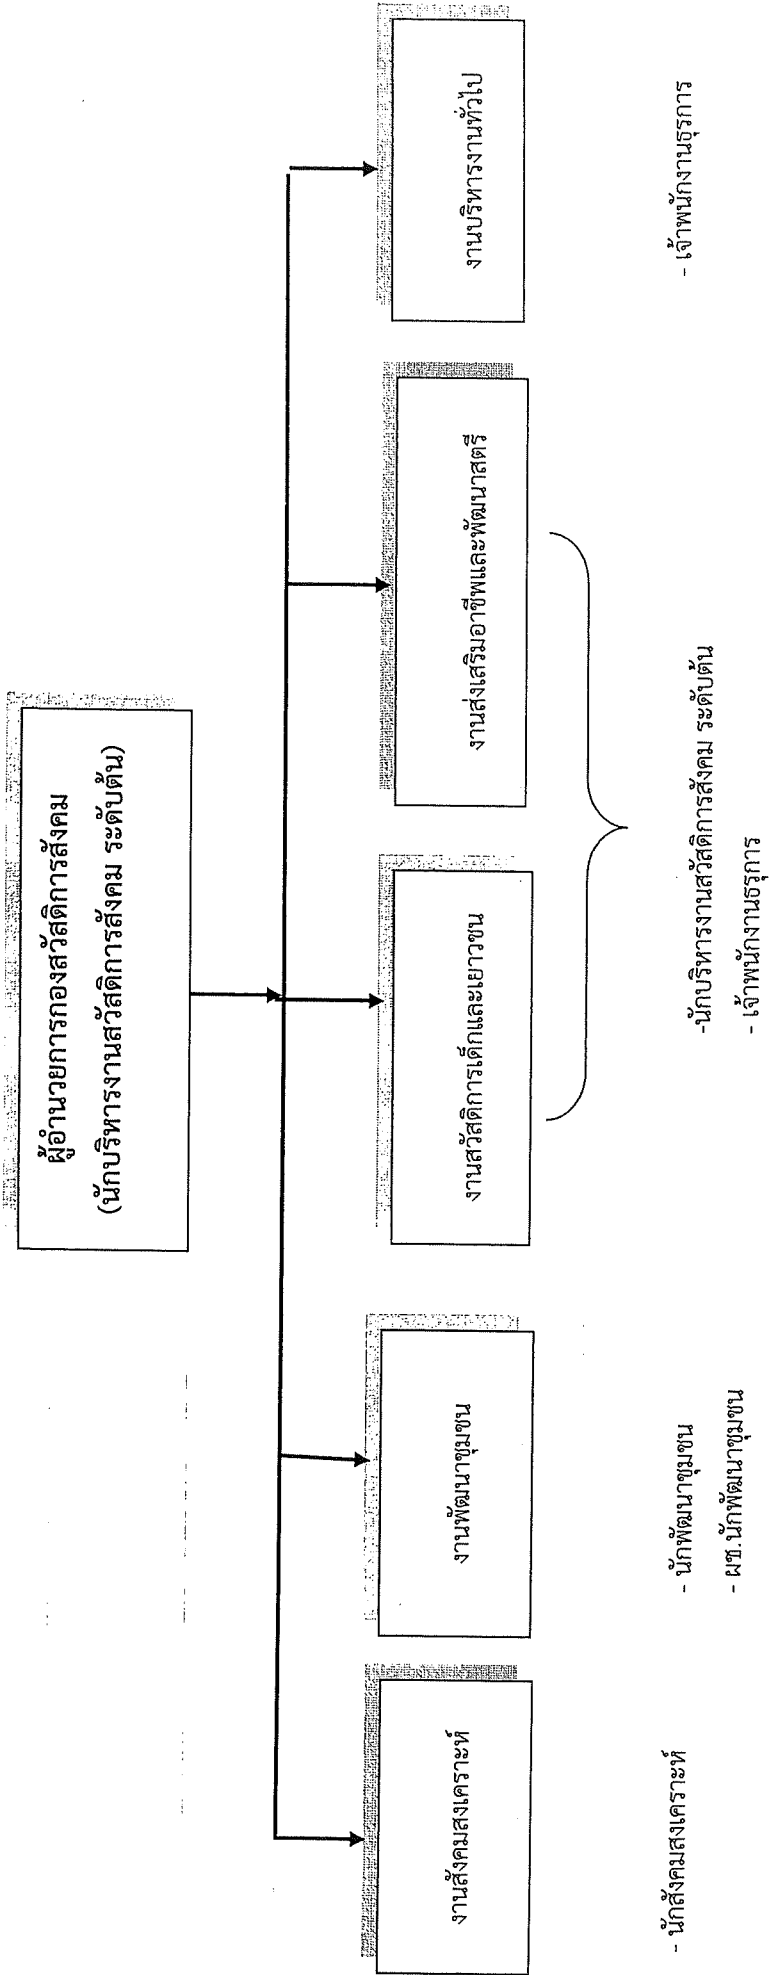 ผู้อำนวยการกองสวัสดิการสังคม
(นักบริหารงานสวัสดิการสังคม ระดับต้น)
งานสังคมสงเคราะห์
งานพัฒนาชุมชน
งานสวัสดิการเด็กและเยาวชน
งานส่งเสริมอาชีพและพัฒนาสตรี
งานบริหารงานทั่วไป
- นักสังคมสงเคราะห์
- นักพัฒนาชุมชน
- ผช.นักพัฒนาชุมชน
-นักบริหารงานสวัสดิการสังคม ระดับต้น
- เจ้าพนักงานธุรการ
- เจ้าพนักงานธุรการ